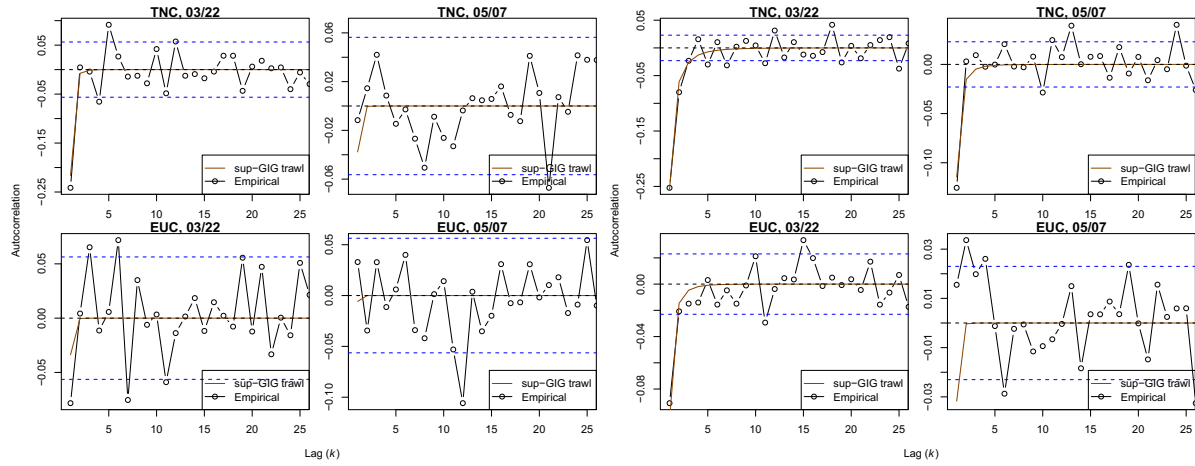 TNC, 03/22
0.05
−0.05
−0.15
−0.25
5 10 15 20 25
sup−GIG trawl
Empirical
TNC, 05/07
0.06
0.02
−0.02
−0.06
5 10 15 20 25
sup−GIG trawl
Empirical
EUC, 03/22
0.05
0.00
−0.05
5 10 15 20 25
sup−GIG trawl
Empirical
EUC, 05/07
0.05
0.00
−0.05
−0.10
5 10 15 20 25
sup−GIG trawl
Empirical
Autocorrelation
Lag (k)
TNC, 03/22
0.05
−0.05
−0.15
−0.25
5 10 15 20 25
sup−GIG trawl
Empirical
TNC, 05/07
0.00
−0.05
−0.10
5 10 15 20 25
sup−GIG trawl
Empirical
EUC, 03/22
0.00
−0.04
−0.08
5 10 15 20 25
sup−GIG trawl
Empirical
EUC, 05/07
0.03
0.01
−0.01
−0.03
5 10 15 20 25
sup−GIG trawl
Empirical
Autocorrelation
Lag (k)